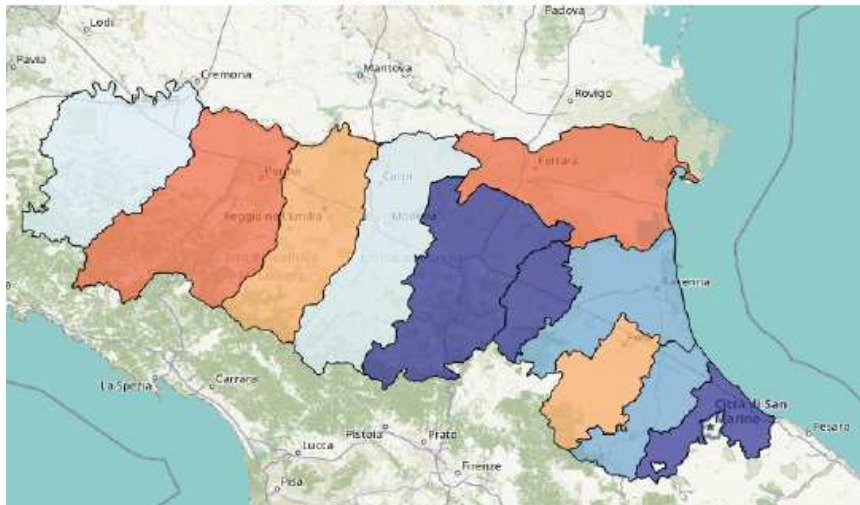 Padova
Lodi
Pavia
Cremona
Mantova
Rovigo
Ferrara
Parma
Carpi
Reggio nell'Emilia
Modena
Ravenna
La Spezia
Carrara
Città di San
Marino
Pesaro
Pistoia
Prato
Lucca
Firenze
Pisa